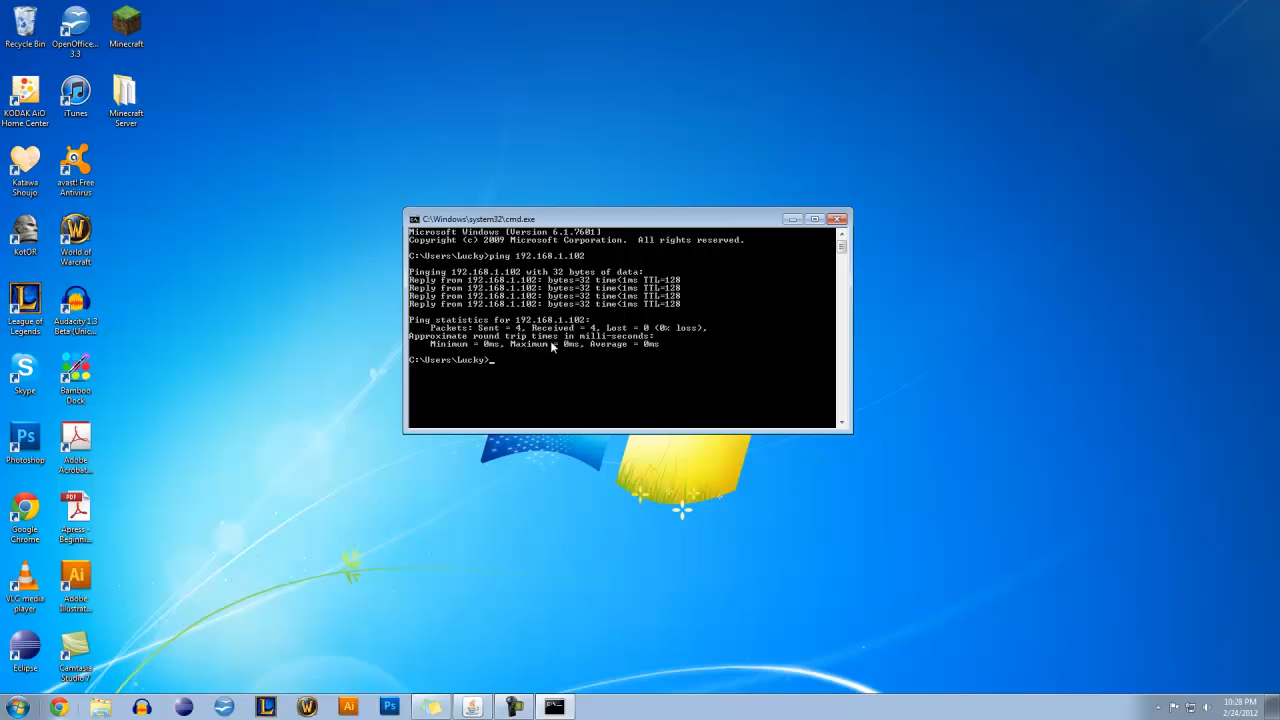 Recycle Bin
OpenOffice...
3.3
Minecraft
KODAK AiO
Home Center
iTunes
Minecraft
Server
Katawa
Shoujo
avast! Free
Antivirus
KotOR
World of
Warcraft
League of
Legends
Audacity 1.3
Beta (Unic...
Skype
Bamboo
Dock
Photoshop
Adobe
Acrobat...
Google
Chrome
Apress -
Beginni...
VLC media
player
Adobe
Illustrat...
Eclipse
Camtasia
Studio 7
C:\Windows\system32\cmd.exe
Microsoft Windows [Version 6.1.7601]
Copyright (c) 2009 Microsoft Corporation.  All rights reserved.
C:\Users\Lucky>ping 192.168.1.102
Pinging 192.168.1.102 with 32 bytes of data:
Reply from 192.168.1.102: bytes=32 time<1ms TTL=128
Reply from 192.168.1.102: bytes=32 time<1ms TTL=128
Reply from 192.168.1.102: bytes=32 time<1ms TTL=128
Reply from 192.168.1.102: bytes=32 time<1ms TTL=128
Ping statistics for 192.168.1.102:
Packets: Sent = 4, Received = 4, Lost = 0 (0% loss),
Approximate round trip times in milli-seconds:
Minimum = 0ms, Maximum = 0ms, Average = 0ms
C:\Users\Lucky>_
10:28 PM
2/24/2012